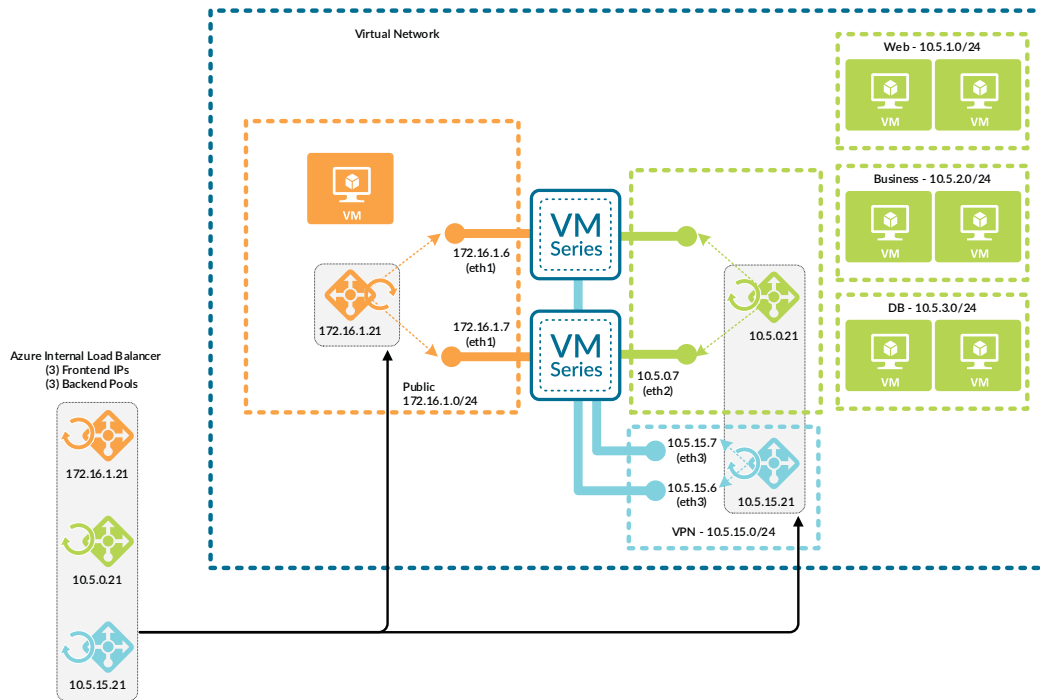 Virtual Network
Web - 10.5.1.0/24
VM
VM
Business - 10.5.2.0/24
VM
VM
DB - 10.5.3.0/24
VM
VM
VM
172.16.1.6
(eth1)
VM
Series
172.16.1.21
172.16.1.7
(eth1)
VM
Series
10.5.0.21
10.5.0.7
(eth2)
Public
172.16.1.0/24
10.5.15.7
(eth3)
10.5.15.6
(eth3)
10.5.15.21
VPN - 10.5.15.0/24
Azure Internal Load Balancer
(3) Frontend IPs
(3) Backend Pools
172.16.1.21
10.5.0.21
10.5.15.21